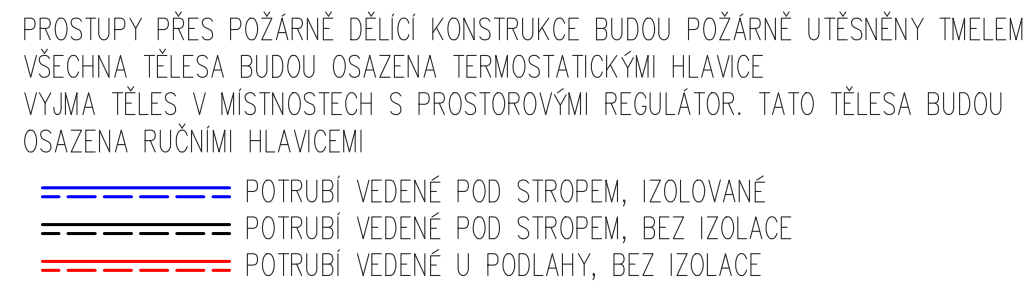 PROSTUPY PŘES POŽÁRNĚ DĚLÍCÍ KONSTRUKCE BUDOU POŽÁRNĚ UTĚSNĚNY TMELEM
VŠECHNA TĚLESA BUDOU OSAZENA TERMOSTATICKÝMI HLAVICE
VYJMA TĚLES V MÍSTNOSTECH S PROSTOROVÝMI REGULÁTOR. TATO TĚLESA BUDOU
OSAZENA RUČNÍMI HLAVICEMI
POTRUBÍ VEDENÉ POD STROPEM, IZOLOVANÉ
POTRUBÍ VEDENÉ POD STROPEM, BEZ IZOLACE
POTRUBÍ VEDENÉ U PODLAHY, BEZ IZOLACE